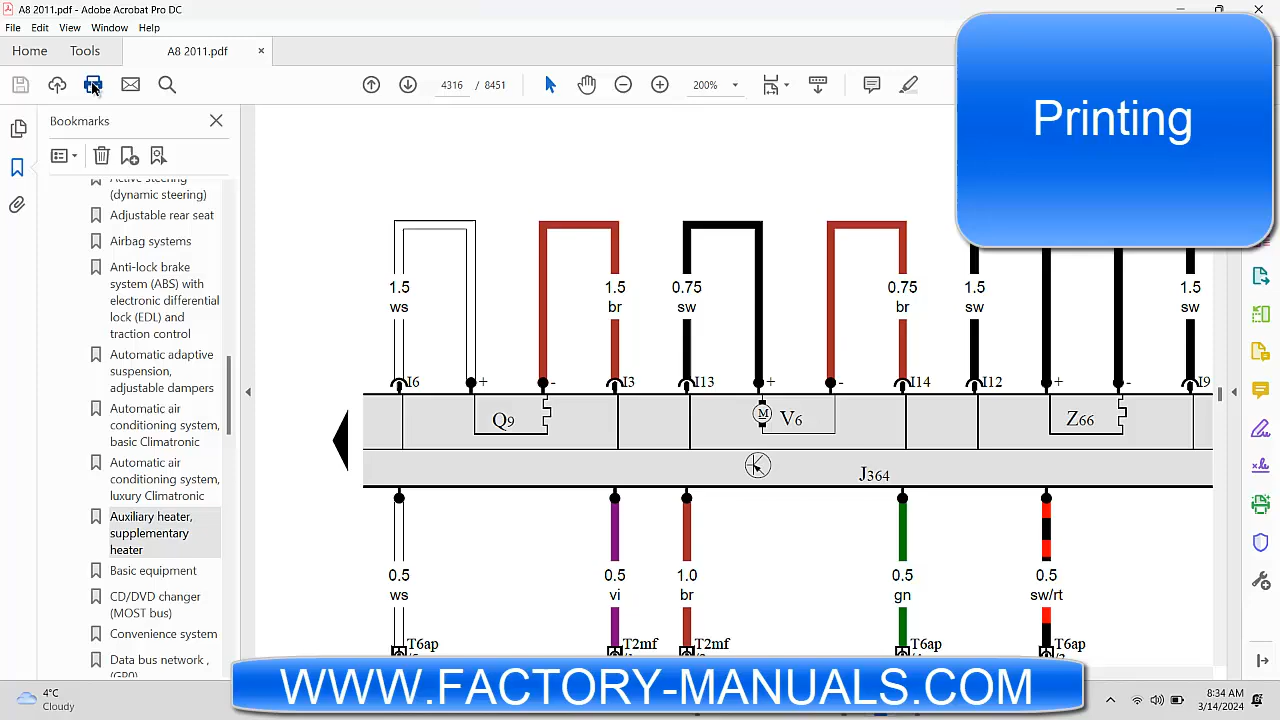 A8 2011.pdf - Adobe Acrobat Pro DC
File Edit View Window Help
Home Tools A8 2011.pdf ×
4316 / 8451 200%
Printing
Bookmarks
(dynamic steering)
Adjustable rear seat
Airbag systems
Anti-lock brake
system (ABS) with
electronic differential
lock (EDL) and
traction control
Automatic adaptive
suspension,
adjustable dampers
Automatic air
conditioning system,
basic Climatronic
Automatic air
conditioning system,
luxury Climatronic
Auxiliary heater,
supplementary
heater
Basic equipment
CD/DVD changer
(MOST bus)
Convenience system
Data bus network ,
1.5 1.5 0.75 0.75 1.5 1.5
ws br sw br sw sw
I6 + - I3 I13 + - I14 I12 + - I9
Q9 M V6 Z66
J364
0.5 0.5 1.0 0.5 0.5
ws vi br gn sw/rt
T6ap T2mf T2mf T6ap T6ap
WWW.FACTORY-MANUALS.COM
4°C
Cloudy
8:34 AM
3/14/2024